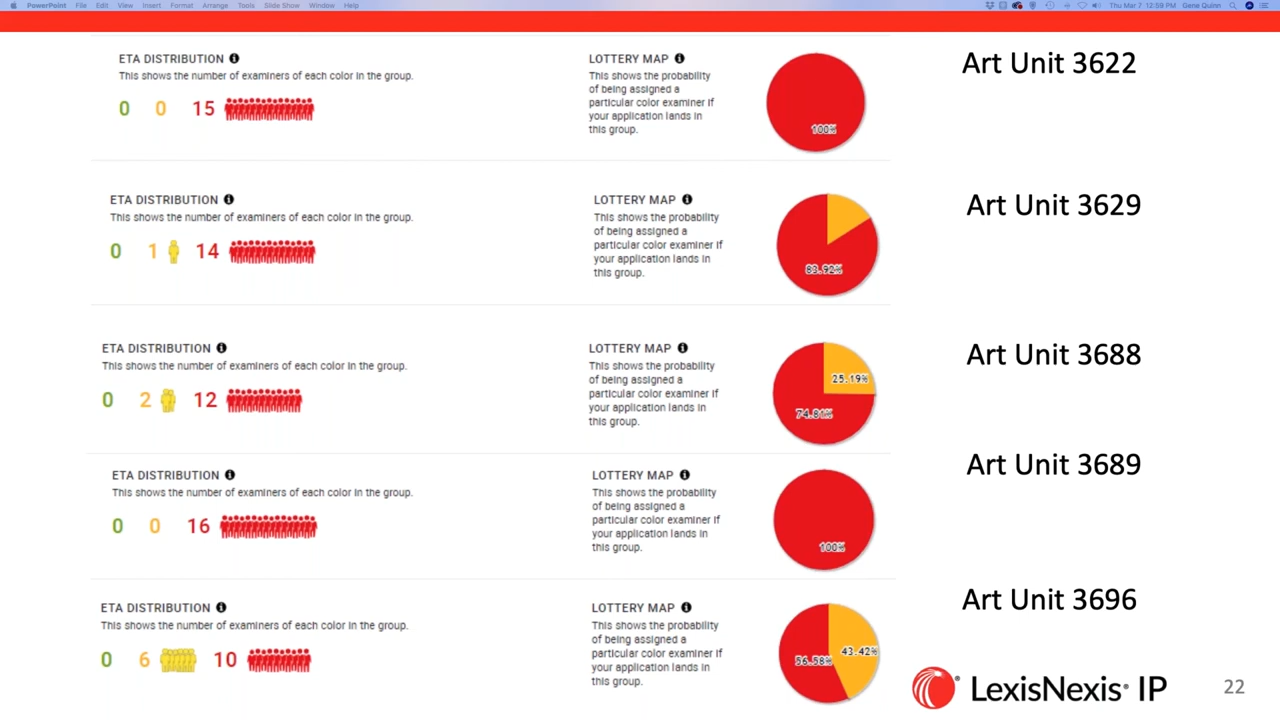 PowerPoint File Edit View Insert Format Arrange Tools Slide Show Window Help Thu Mar 7 12:59 PM Gene Quinn
ETA DISTRIBUTION
This shows the number of examiners of each color in the group.
0 0 15
LOTTERY MAP
This shows the probability
of being assigned a
particular color examiner if
your application lands in
this group.
100%
Art Unit 3622
ETA DISTRIBUTION
This shows the number of examiners of each color in the group.
0 1 14
LOTTERY MAP
This shows the probability
of being assigned a
particular color examiner if
your application lands in
this group.
83.92%
Art Unit 3629
ETA DISTRIBUTION
This shows the number of examiners of each color in the group.
0 2 12
LOTTERY MAP
This shows the probability
of being assigned a
particular color examiner if
your application lands in
this group.
25.19%
74.81%
Art Unit 3688
ETA DISTRIBUTION
This shows the number of examiners of each color in the group.
0 0 16
LOTTERY MAP
This shows the probability
of being assigned a
particular color examiner if
your application lands in
this group.
100%
Art Unit 3689
ETA DISTRIBUTION
This shows the number of examiners of each color in the group.
0 6 10
LOTTERY MAP
This shows the probability
of being assigned a
particular color examiner if
your application lands in
this group.
43.42%
56.58%
Art Unit 3696
LexisNexis® IP
22